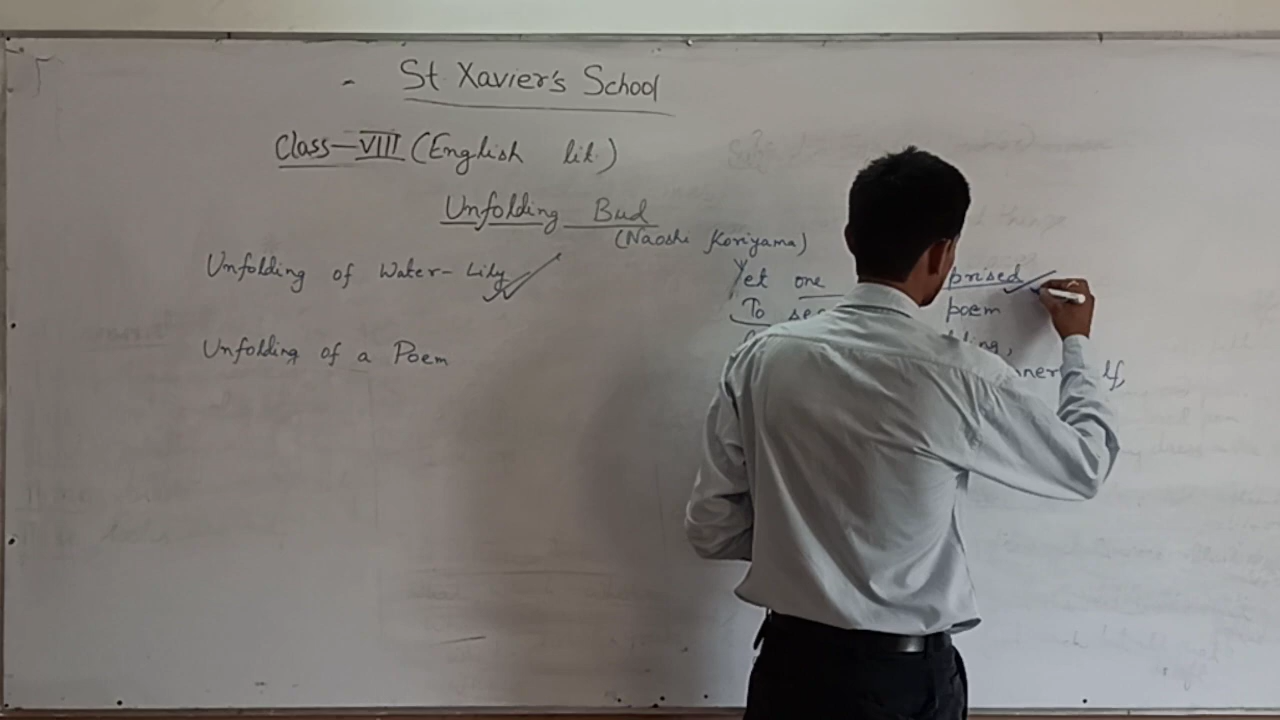 St. Xavier's School
Class-VIII (English lit.)
Unfolding Bud
(Naoshi Koriyama)
Unfolding of Water-Lily
Unfolding of a Poem
Yet one prised
To see poem